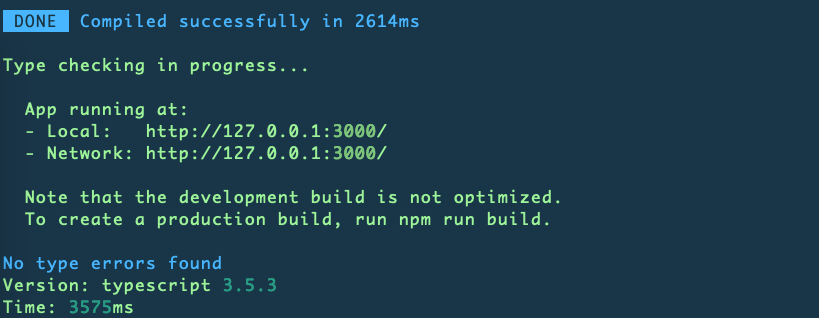 DONE Compiled successfully in 2614ms
Type checking in progress...
App running at:
- Local: http://127.0.0.1:3000/
- Network: http://127.0.0.1:3000/
Note that the development build is not optimized.
To create a production build, run npm run build.
No type errors found
Version: typescript 3.5.3
Time: 3575ms